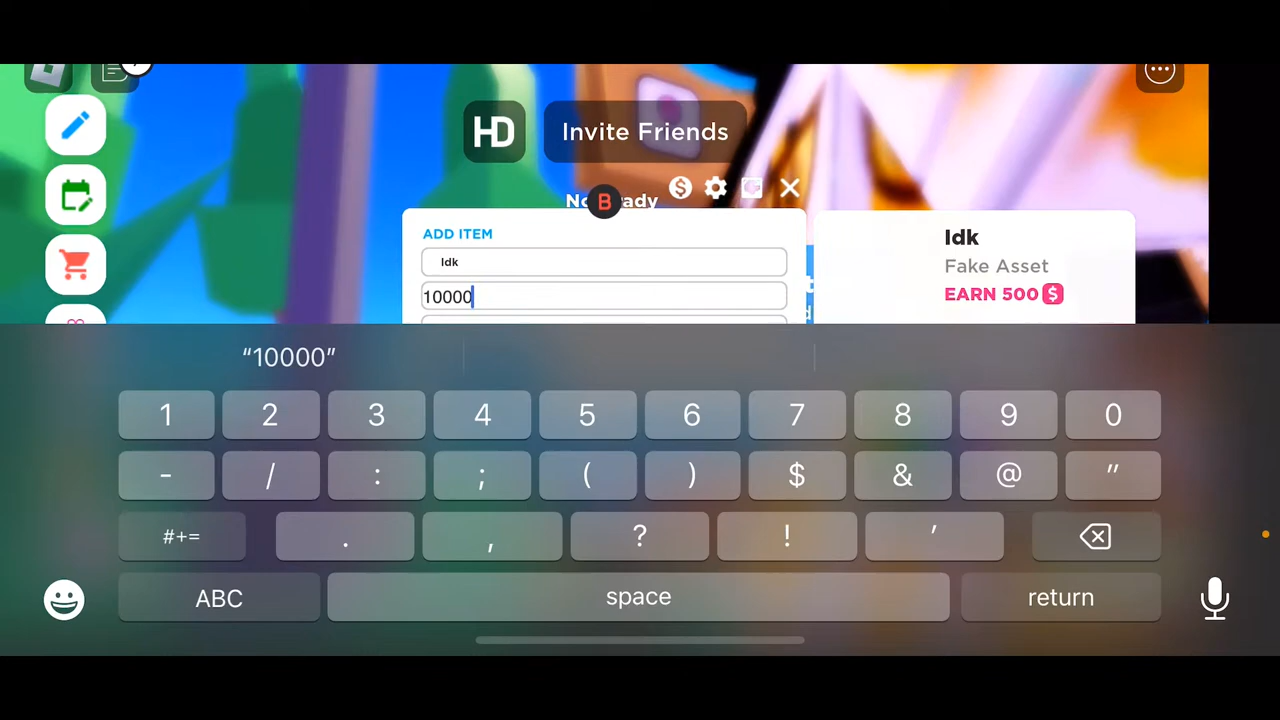 HD
Invite Friends
B
ADD ITEM
Idk
10000
Idk
Fake Asset
EARN 500 $
“10000”
1 2 3 4 5 6 7 8 9 0
- / : ; ( ) $ & @ "
#+= . , ? ! '
ABC space return